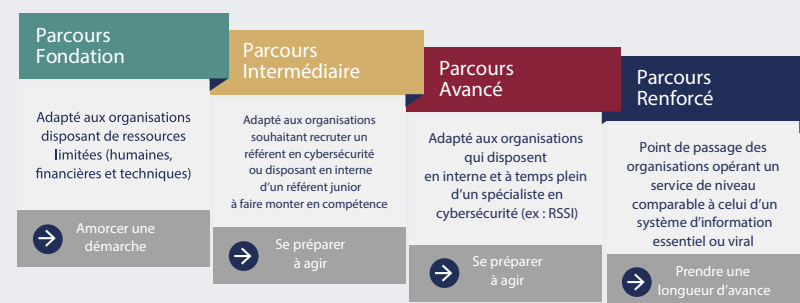 Parcours
Fondation
Adapté aux organisations
disposant de ressources
limitées (humaines,
financières et techniques)
Amorcer une
démarche
Parcours
Intermédiaire
Adapté aux organisations
souhaitant recruter un
référent en cybersécurité
ou disposant en interne
d'un référent junior
à faire monter en compétence
Se préparer
à agir
Parcours
Avancé
Adapté aux organisations
qui disposent
en interne et à temps plein
d'un spécialiste en
cybersécurité (ex : RSSI)
Se préparer
à agir
Parcours
Renforcé
Point de passage des
organisations opérant un
service de niveau
comparable à celui d'un
système d'information
essentiel ou viral
Prendre une
longueur d'avance